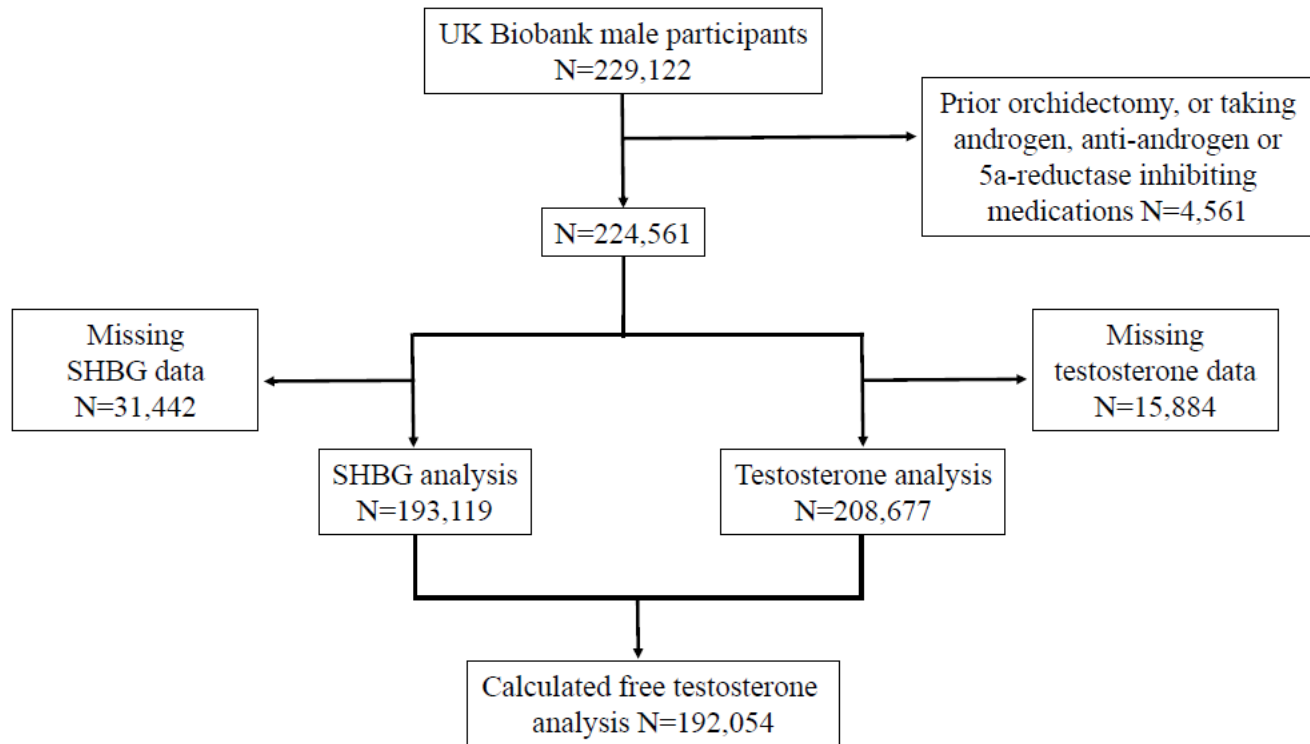 UK Biobank male participants
N=229,122
Prior orchidectomy, or taking
androgen, anti-androgen or
5a-reductase inhibiting
medications N=4,561
N=224,561
Missing
SHBG data
N=31,442
Missing
testosterone data
N=15,884
SHBG analysis
N=193,119
Testosterone analysis
N=208,677
Calculated free testosterone
analysis N=192,054